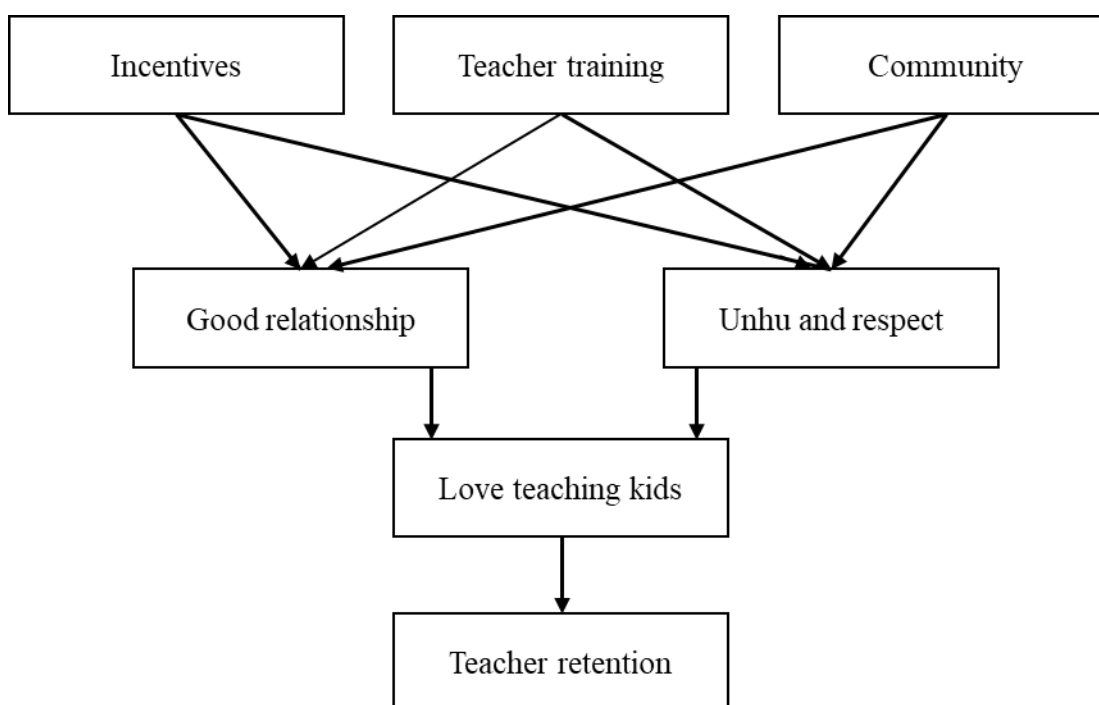 Incentives
Teacher training
Community
Good relationship
Unhu and respect
Love teaching kids
Teacher retention